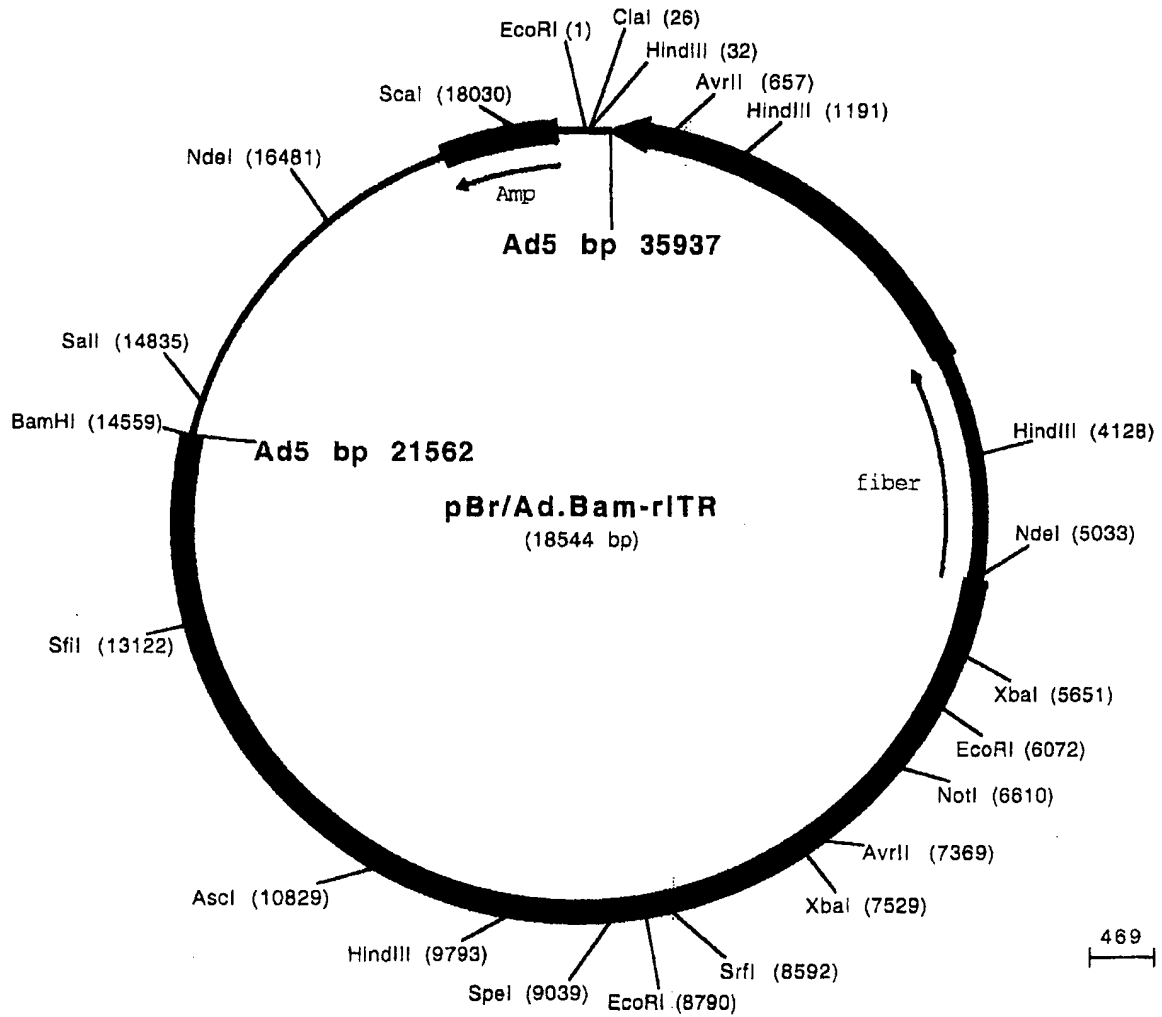 EcoRI (1)
ClaI (26)
HindIII (32)
AvrII (657)
HindIII (1191)
ScaI (18030)
NdeI (16481)
Amp
Ad5 bp 35937
SalI (14835)
BamHI (14559)
Ad5 bp 21562
HindIII (4128)
fiber
pBr/Ad.Bam-rITR
(18544 bp)
NdeI (5033)
SfiI (13122)
XbaI (5651)
EcoRI (6072)
NotI (6610)
AvrII (7369)
AscI (10829)
XbaI (7529)
469
HindIII (9793)
SrfI (8592)
SpeI (9039)
EcoRI (8790)